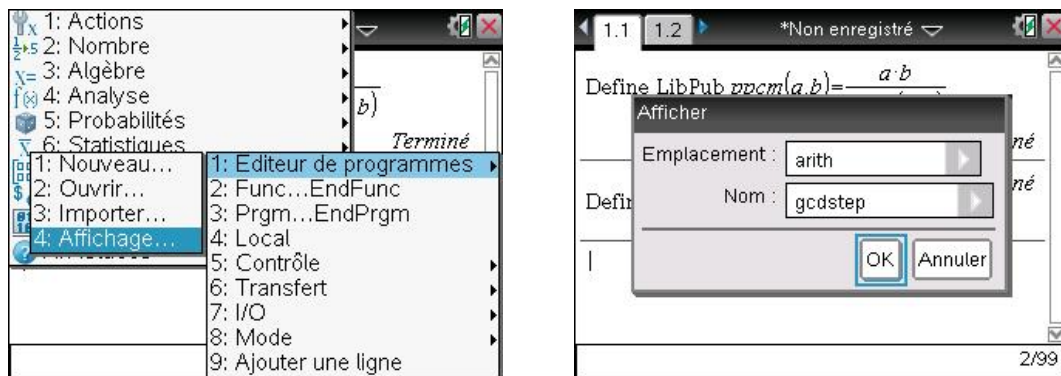 1: Actions
2: Nombre
3: Algèbre
4: Analyse
5: Probabilités
6: Statistiques
b)
Terminé
1: Nouveau...
2: Ouvrir...
3: Importer...
4: Affichage...
1: Editeur de programmes
2: Func...EndFunc
3: Prgm...EndPrgm
4: Local
5: Contrôle
6: Transfert
7: I/O
8: Mode
9: Ajouter une ligne
1.1 1.2 *Non enregistré
Define LibPub ppcm(a,b)= a·b
Afficher
Emplacement : arith
Nom : gcdstep
OK Annuler
né
Defin
né
2/99